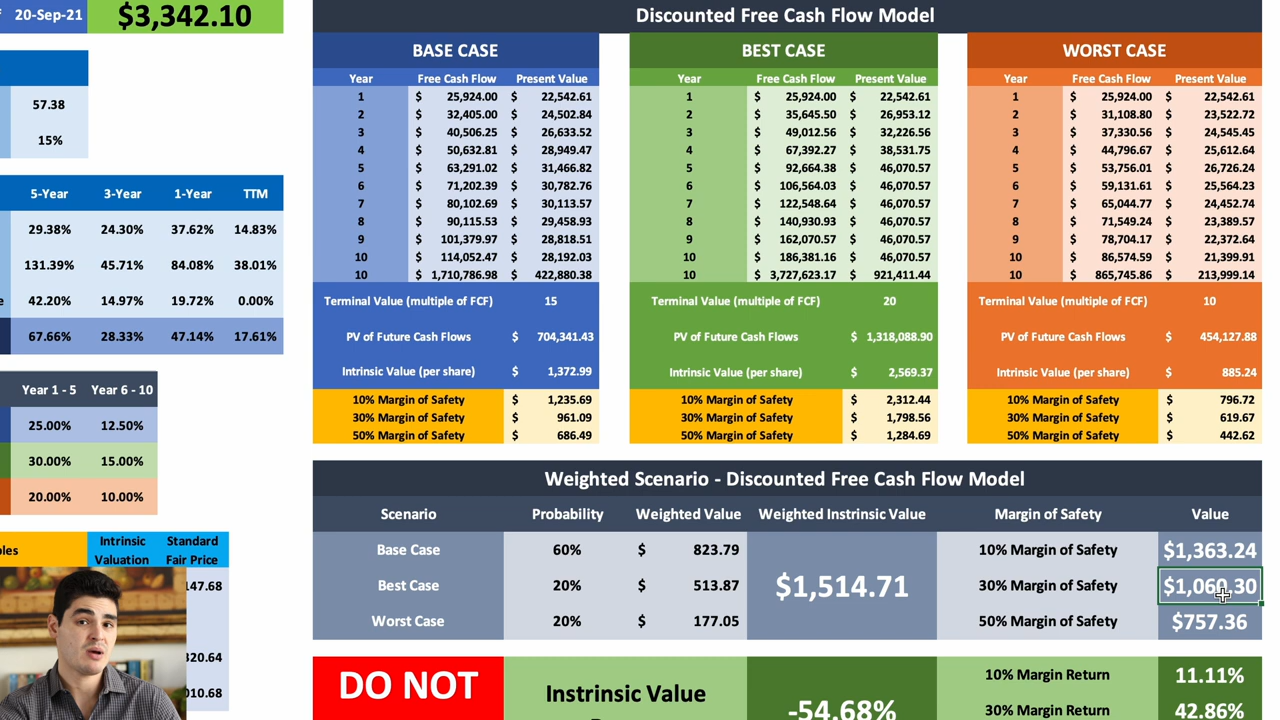 20-Sep-21 $3,342.10
57.38
15%
5-Year 3-Year 1-Year TTM
29.38% 24.30% 37.62% 14.83%
131.39% 45.71% 84.08% 38.01%
42.20% 14.97% 19.72% 0.00%
67.66% 28.33% 47.14% 17.61%
Year 1 - 5 Year 6 - 10
25.00% 12.50%
30.00% 15.00%
20.00% 10.00%
Intrinsic Valuation Standard Fair Price
147.68
320.64
010.68
Discounted Free Cash Flow Model
BASE CASE
Year Free Cash Flow Present Value
1 $ 25,924.00 $ 22,542.61
2 $ 32,405.00 $ 24,502.84
3 $ 40,506.25 $ 26,633.52
4 $ 50,632.81 $ 28,949.47
5 $ 63,291.02 $ 31,466.82
6 $ 71,202.39 $ 30,782.76
7 $ 80,102.69 $ 30,113.57
8 $ 90,115.53 $ 29,458.93
9 $ 101,379.97 $ 28,818.51
10 $ 114,052.47 $ 28,192.03
10 $ 1,710,786.98 $ 422,880.38
Terminal Value (multiple of FCF) 15
PV of Future Cash Flows $ 704,341.43
Intrinsic Value (per share) $ 1,372.99
10% Margin of Safety $ 1,235.69
30% Margin of Safety $ 961.09
50% Margin of Safety $ 686.49
BEST CASE
Year Free Cash Flow Present Value
1 $ 25,924.00 $ 22,542.61
2 $ 35,645.50 $ 26,953.12
3 $ 49,012.56 $ 32,226.56
4 $ 67,392.27 $ 38,531.75
5 $ 92,664.38 $ 46,070.57
6 $ 106,564.03 $ 46,070.57
7 $ 122,548.64 $ 46,070.57
8 $ 140,930.93 $ 46,070.57
9 $ 162,070.57 $ 46,070.57
10 $ 186,381.16 $ 46,070.57
10 $ 3,727,623.17 $ 921,411.44
Terminal Value (multiple of FCF) 20
PV of Future Cash Flows $ 1,318,088.90
Intrinsic Value (per share) $ 2,569.37
10% Margin of Safety $ 2,312.44
30% Margin of Safety $ 1,798.56
50% Margin of Safety $ 1,284.69
WORST CASE
Year Free Cash Flow Present Value
1 $ 25,924.00 $ 22,542.61
2 $ 31,108.80 $ 23,522.72
3 $ 37,330.56 $ 24,545.45
4 $ 44,796.67 $ 25,612.64
5 $ 53,756.01 $ 26,726.24
6 $ 59,131.61 $ 25,564.23
7 $ 65,044.77 $ 24,452.74
8 $ 71,549.24 $ 23,389.57
9 $ 78,704.17 $ 22,372.64
10 $ 86,574.59 $ 21,399.91
10 $ 865,745.86 $ 213,999.14
Terminal Value (multiple of FCF) 10
PV of Future Cash Flows $ 454,127.88
Intrinsic Value (per share) $ 885.24
10% Margin of Safety $ 796.72
30% Margin of Safety $ 619.67
50% Margin of Safety $ 442.62
Weighted Scenario - Discounted Free Cash Flow Model
Scenario Probability Weighted Value Weighted Instrinsic Value Margin of Safety Value
Base Case 60% $ 823.79 10% Margin of Safety $1,363.24
Best Case 20% $ 513.87 $1,514.71 30% Margin of Safety $1,060.30
Worst Case 20% $ 177.05 50% Margin of Safety $757.36
DO NOT Instrinsic Value -54.68% 10% Margin Return 11.11%
30% Margin Return 42.86%